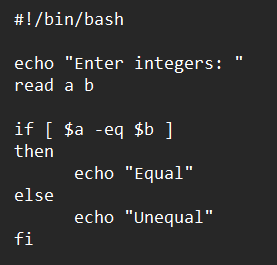 #!/bin/bash
echo "Enter integers: "
read a b
if [ $a -eq $b ]
then
echo "Equal"
else
echo "Unequal"
fi